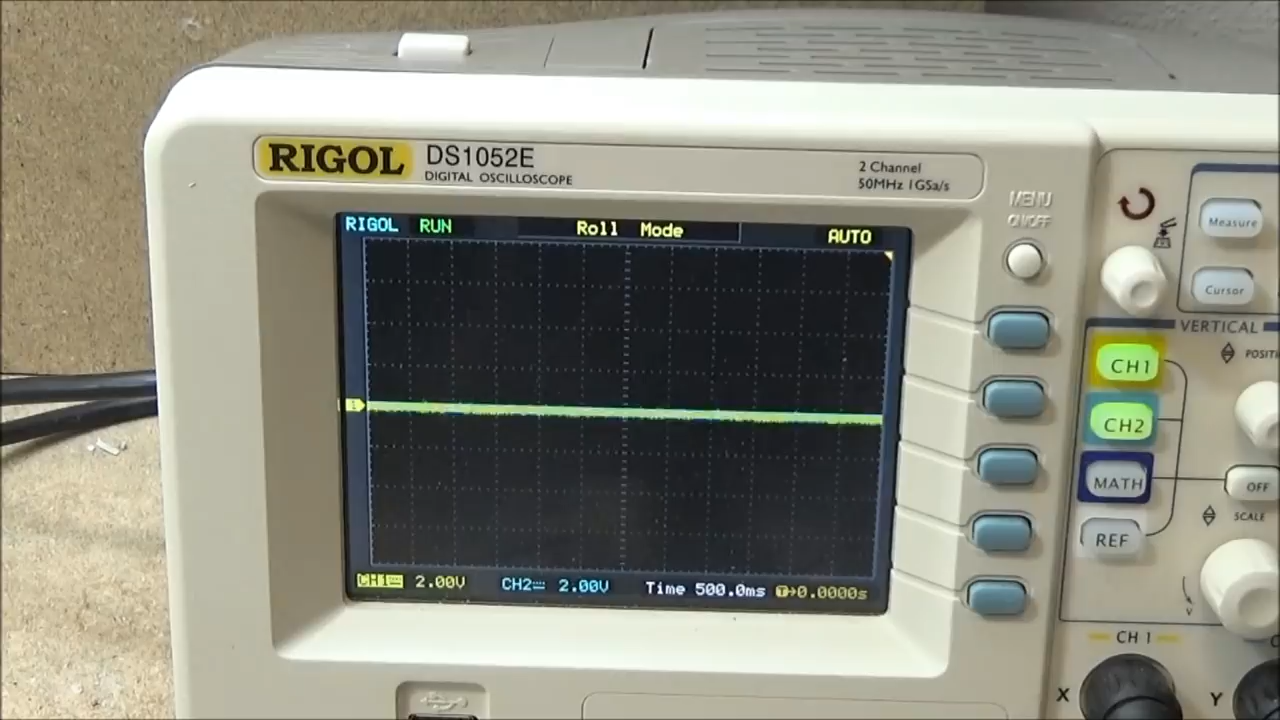 RIGOL DS1052E
DIGITAL OSCILLOSCOPE
2 Channel
50MHz 1GSa/s
MENU
ON/OFF
RIGOL RUN Roll Mode AUTO
1
CH1 2.00V CH2 2.00V Time 500.0ms T→0.0000s
Measure
Cursor
VERTICAL
CH1
CH2
MATH
OFF
SCALE
REF
V
CH 1
X
Y